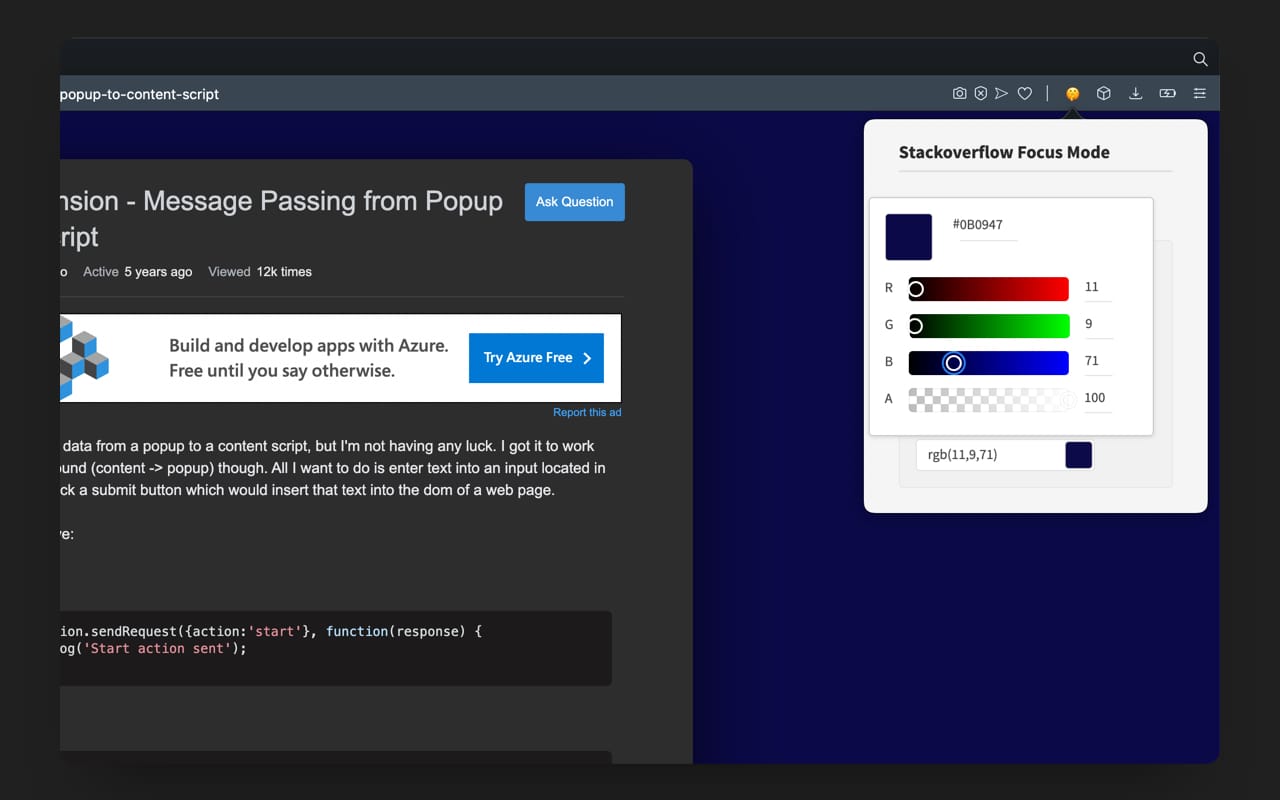 popup-to-content-script
Stackoverflow Focus Mode
nsion - Message Passing from Popup
ript
Ask Question
o Active 5 years ago Viewed 12k times
#0B0947
R 11
G 9
B 71
A 100
rgb(11,9,71)
Build and develop apps with Azure.
Free until you say otherwise.
Try Azure Free
Report this ad
data from a popup to a content script, but I'm not having any luck. I got it to work
und (content -> popup) though. All I want to do is enter text into an input located in
ck a submit button which would insert that text into the dom of a web page.
e:
ion.sendRequest({action:'start'}, function(response) {
og('Start action sent');